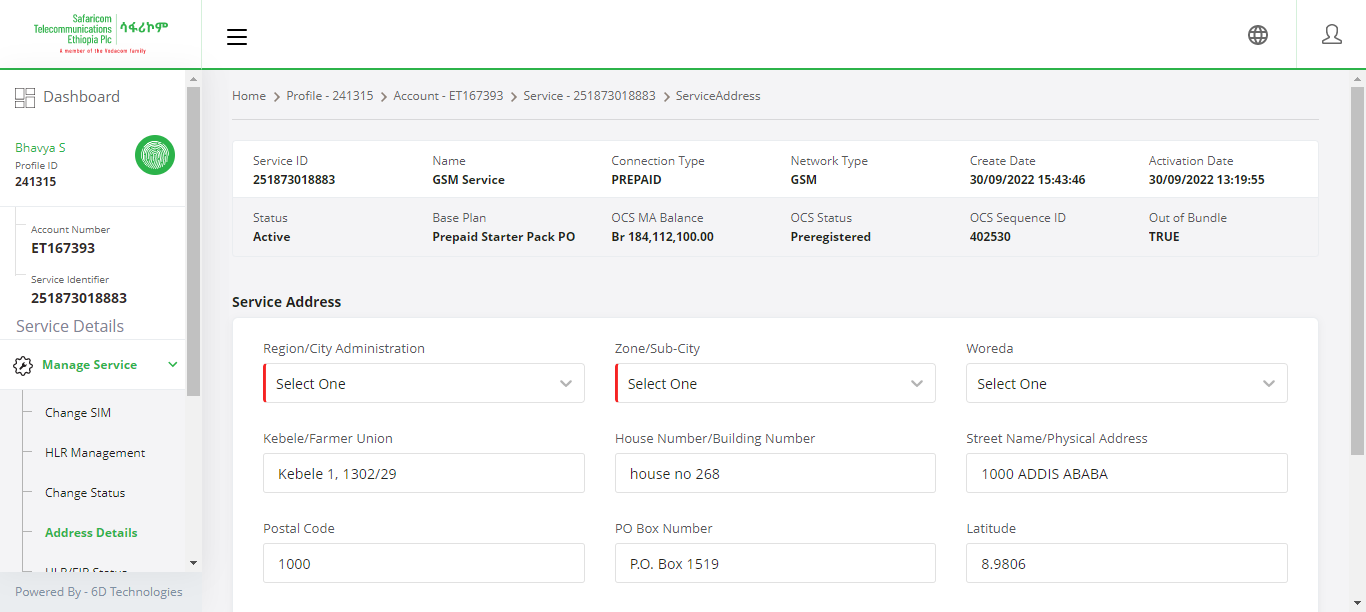 Safaricom
Telecommunications
Ethiopia Plc
ሳፋሪኮም
A member of the Vodacom family
Dashboard
Bhavya S
Profile ID
241315
Account Number
ET167393
Service Identifier
251873018883
Service Details
Manage Service
Change SIM
HLR Management
Change Status
Address Details
HLR/EIR Status
Powered By - 6D Technologies
Home > Profile - 241315 > Account - ET167393 > Service - 251873018883 > ServiceAddress
Service ID Name Connection Type Network Type Create Date Activation Date
251873018883 GSM Service PREPAID GSM 30/09/2022 15:43:46 30/09/2022 13:19:55
Status Base Plan OCS MA Balance OCS Status OCS Sequence ID Out of Bundle
Active Prepaid Starter Pack PO Br 184,112,100.00 Preregistered 402530 TRUE
Service Address
Region/City Administration Zone/Sub-City Woreda
Select One Select One Select One
Kebele/Farmer Union House Number/Building Number Street Name/Physical Address
Kebele 1, 1302/29 house no 268 1000 ADDIS ABABA
Postal Code PO Box Number Latitude
1000 P.O. Box 1519 8.9806